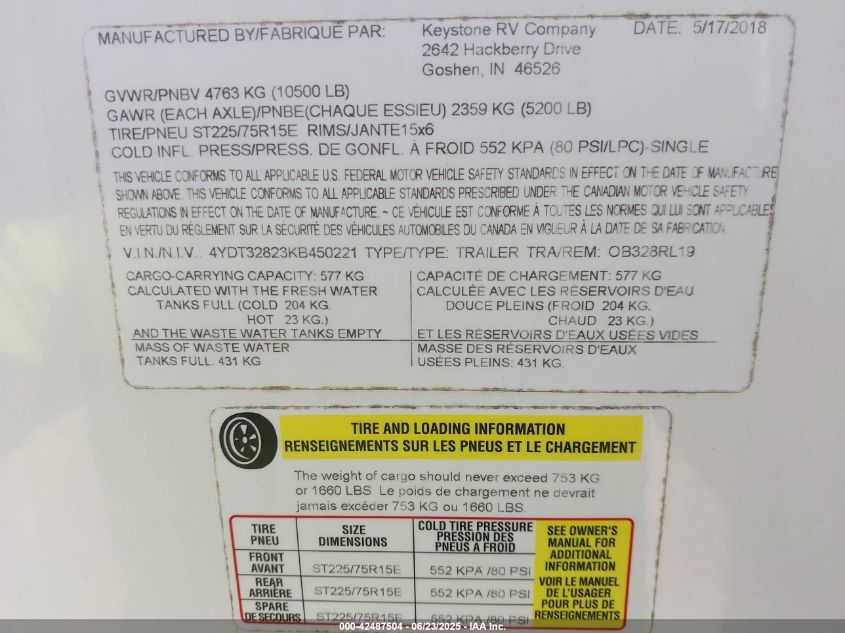 MANUFACTURED BY/FABRIQUE PAR: Keystone RV Company DATE: 5/17/2018
2642 Hackberry Drive
Goshen, IN 46526
GVWR/PNBV 4763 KG (10500 LB)
GAWR (EACH AXLE)/PNBE(CHAQUE ESSIEU) 2359 KG (5200 LB)
TIRE/PNEU ST225/75R15E RIMS/JANTE15x6
COLD INFL. PRESS/PRESS. DE GONFL. À FROID 552 KPA (80 PSI/LPC)-SINGLE
THIS VEHICLE CONFORMS TO ALL APPLICABLE U.S. FEDERAL MOTOR VEHICLE SAFETY STANDARDS IN EFFECT ON THE DATE OF MANUFACTURE
SHOWN ABOVE. THIS VEHICLE CONFORMS TO ALL APPLICABLE STANDARDS PRESCRIBED UNDER THE CANADIAN MOTOR VEHICLE SAFETY
REGULATIONS IN EFFECT ON THE DATE OF MANUFACTURE. ~ CE VÉHICULE EST CONFORME À TOUTES LES NORMES QUI LUI SONT APPLICABLES
EN VERTU DU RÈGLEMENT SUR LA SÉCURITÉ DES VÉHICULES AUTOMOBILES DU CANADA EN VIGUEUR À LA DATE DE SA FABRICATION
V.I.N./N.I.V.: 4YDT32823KB450221 TYPE/TYPE: TRAILER TRA/REM: OB328RL19
CARGO-CARRYING CAPACITY: 577 KG
CALCULATED WITH THE FRESH WATER
TANKS FULL (COLD 204 KG.
HOT 23 KG.)
AND THE WASTE WATER TANKS EMPTY
MASS OF WASTE WATER
TANKS FULL: 431 KG
CAPACITÉ DE CHARGEMENT: 577 KG
CALCULÉE AVEC LES RÉSERVOIRS D'EAU
DOUCE PLEINS (FROID 204 KG.
CHAUD 23 KG.)
ET LES RÉSERVOIRS D'EAUX USÉES VIDES
MASSE DES RÉSERVOIRS D'EAUX
USÉES PLEINS: 431 KG
TIRE AND LOADING INFORMATION
RENSEIGNEMENTS SUR LES PNEUS ET LE CHARGEMENT
The weight of cargo should never exceed 753 KG
or 1660 LBS. Le poids de chargement ne devrait
jamais excéder 753 KG ou 1660 LBS.
TIRE
PNEU
SIZE
DIMENSIONS
COLD TIRE PRESSURE
PRESSION DES
PNEUS À FROID
FRONT
AVANT
ST225/75R15E
552 KPA /80 PSI
REAR
ARRIÈRE
ST225/75R15E
552 KPA /80 PSI
SPARE
DE SECOURS
ST225/75R15E
552 KPA /80 PSI
SEE OWNER'S
MANUAL FOR
ADDITIONAL
INFORMATION
VOIR LE MANUEL
DE L'USAGER
POUR PLUS DE
RENSEIGNEMENTS
000-42487504 - 06/23/2025 - IAA Inc.